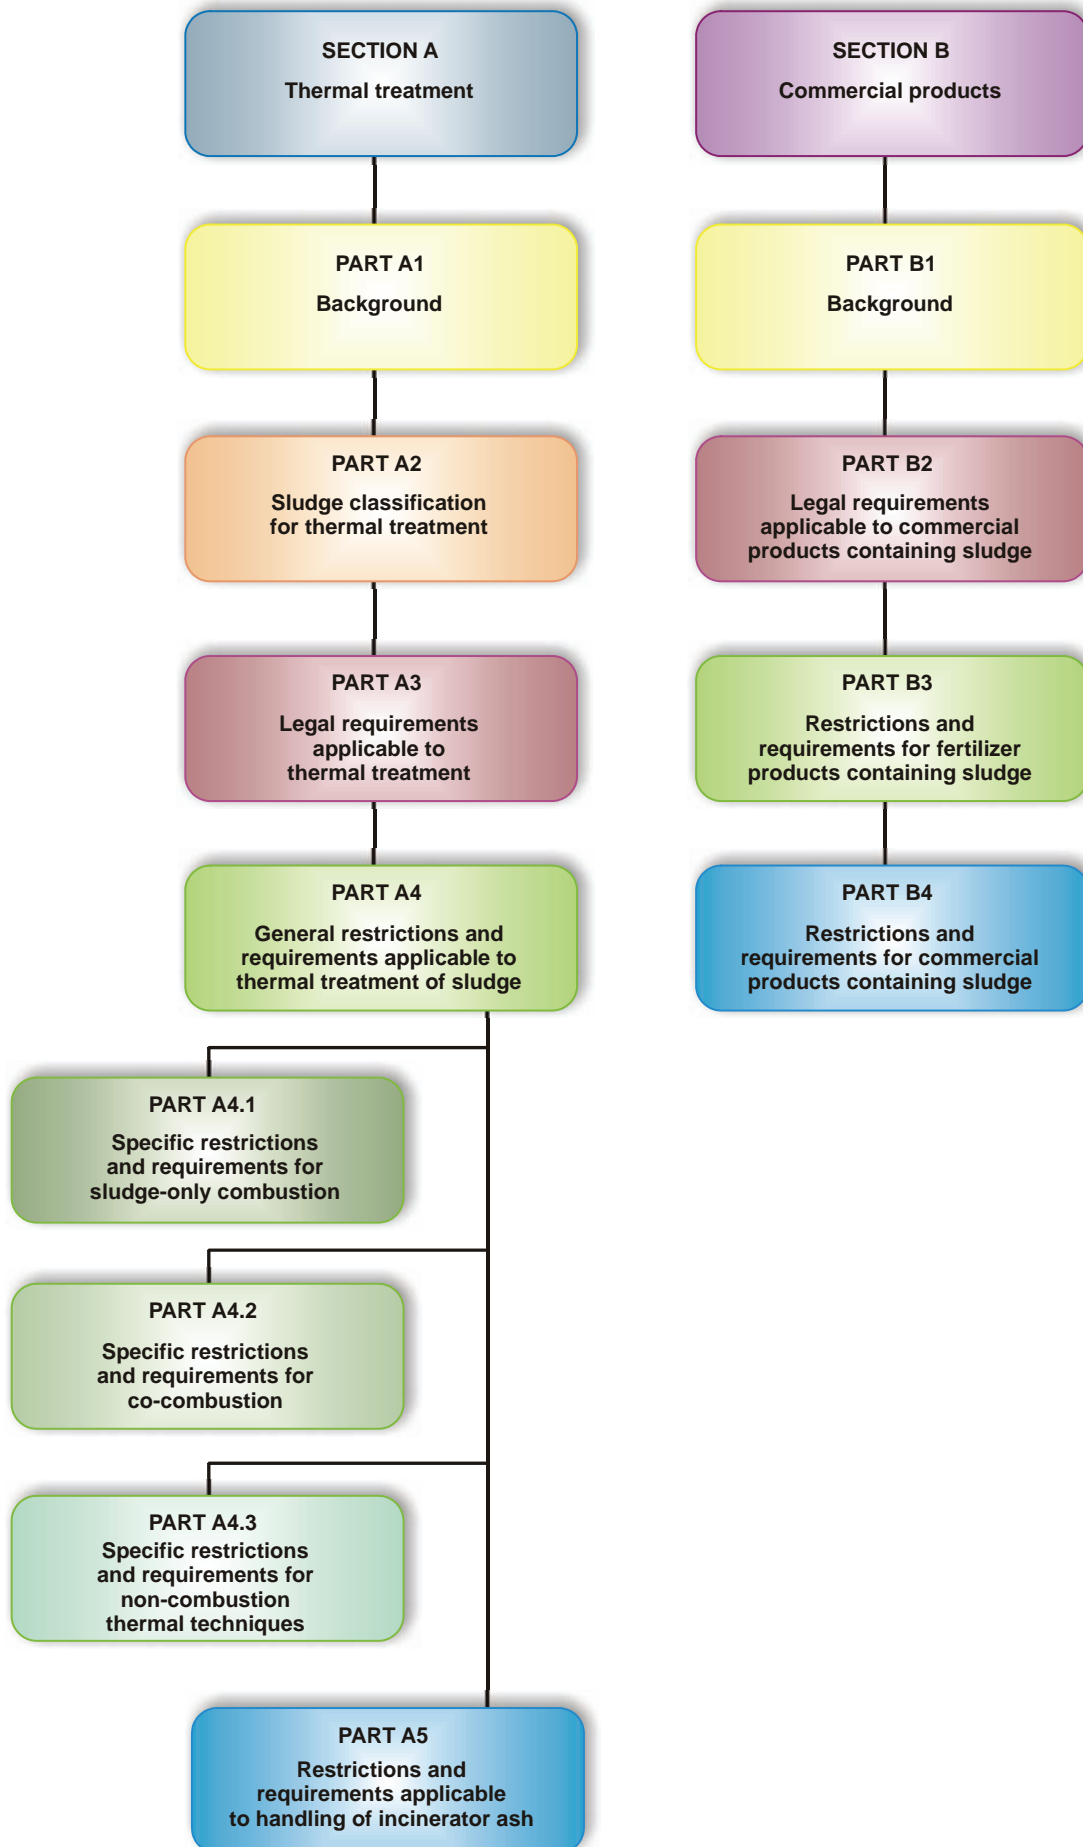 SECTION A
Thermal treatment
PART A1
Background
PART A2
Sludge classification
for thermal treatment
PART A3
Legal requirements
applicable to
thermal treatment
PART A4
General restrictions and
requirements applicable to
thermal treatment of sludge
PART A4.1
Specific restrictions
and requirements for
sludge-only combustion
PART A4.2
Specific restrictions
and requirements for
co-combustion
PART A4.3
Specific restrictions
and requirements for
non-combustion
thermal techniques
PART A5
Restrictions and
requirements applicable
to handling of incinerator ash
SECTION B
Commercial products
PART B1
Background
PART B2
Legal requirements
applicable to commercial
products containing sludge
PART B3
Restrictions and
requirements for fertilizer
products containing sludge
PART B4
Restrictions and
requirements for commercial
products containing sludge